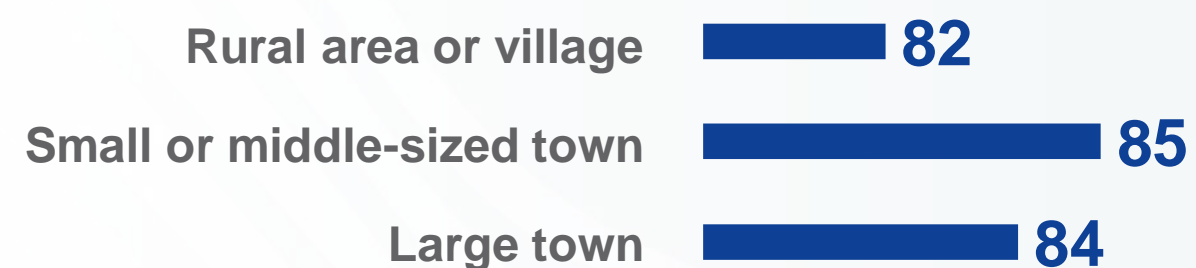 Rural area or village 82
Small or middle-sized town 85
Large town 84